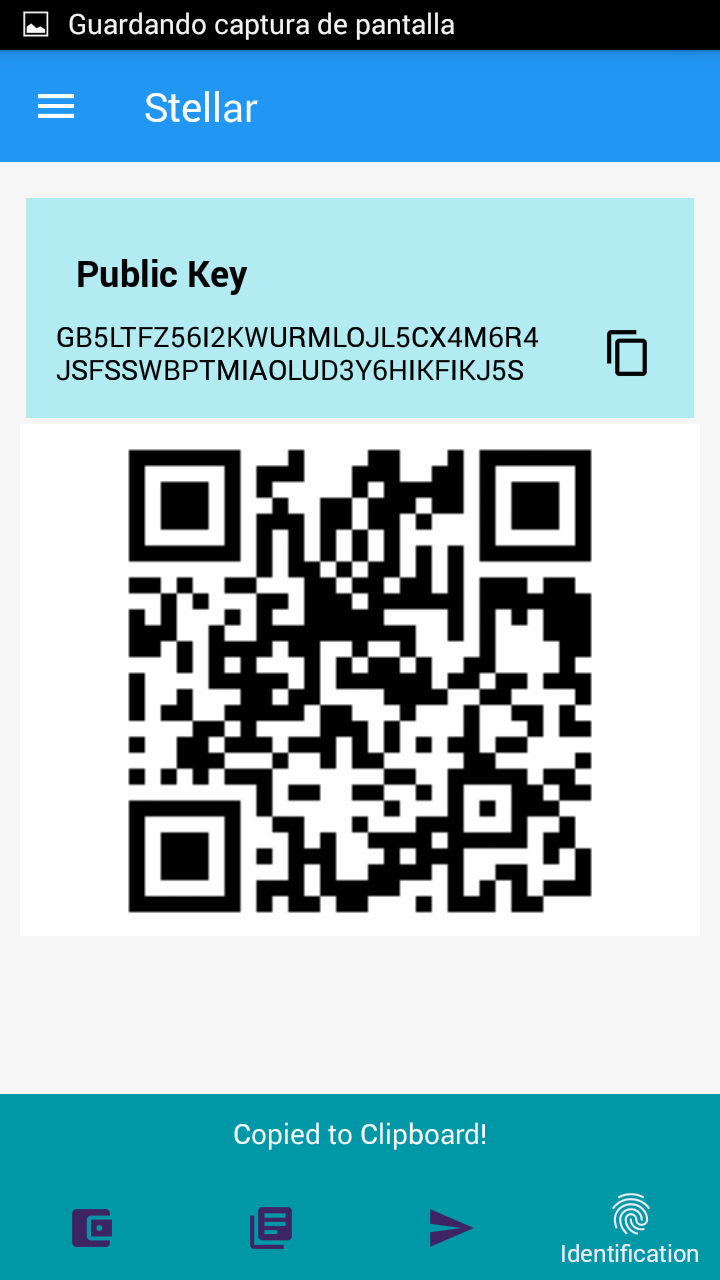 Guardando captura de pantalla
Stellar
Public Key
GB5LTFZ56I2KWURMLOJL5CX4M6R4
JSFSSWBPTMIAOLUD3Y6HIKFIKJ5S
Copied to Clipboard!
Identification